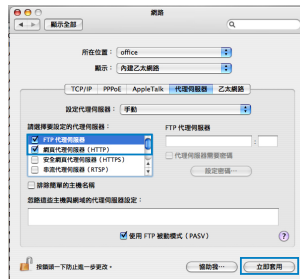 網路
顯示全部
所在位置：office
顯示：內建乙太網路
TCP/IP PPPoE AppleTalk 代理伺服器 乙太網路
設定代理伺服器：手動
請選擇要設定的代理伺服器：
FTP 代理伺服器
FTP 代理伺服器
網頁代理伺服器（HTTP）
安全網頁代理伺服器（HTTPS）
串流代理伺服器（RTSP）
代理伺服器需要密碼
設定密碼…
排除簡單的主機名稱
忽略這些主機與網域的代理伺服器設定：
使用 FTP 被動模式（PASV）
?
按鎖頭一下防止進一步更改。
協助我…
立即套用